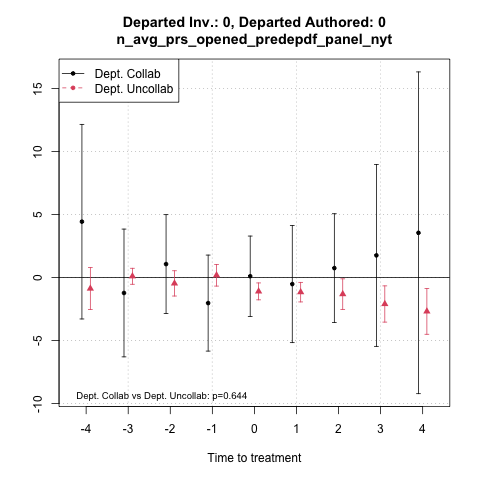 Departed Inv.: 0, Departed Authored: 0
n_avg_prs_opened_predepdf_panel_nyt
Dept. Collab
Dept. Uncollab
15
10
5
0
-5
-10
Dept. Collab vs Dept. Uncollab: p=0.644
-4 -3 -2 -1 0 1 2 3 4
Time to treatment